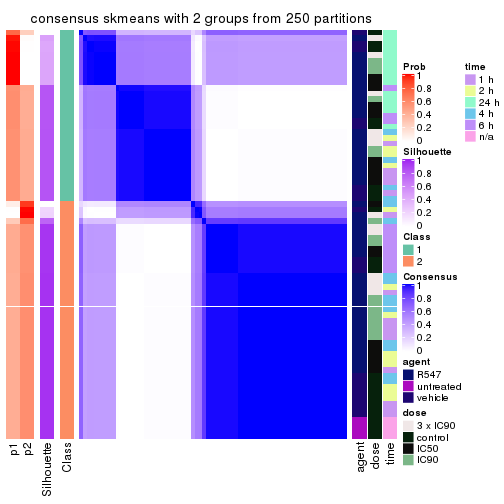 consensus skmeans with 2 groups from 250 partitions
Prob
1
0.8
0.6
0.4
0.2
0
time
1 h
2 h
24 h
4 h
6 h
n/a
Silhouette
1
0.8
0.6
0.4
0.2
0
Class
1
2
Consensus
1
0.8
0.6
0.4
0.2
0
agent
R547
untreated
vehicle
dose
3 x IC90
control
IC50
IC90
p1
p2
Silhouette
Class
agent
dose
time